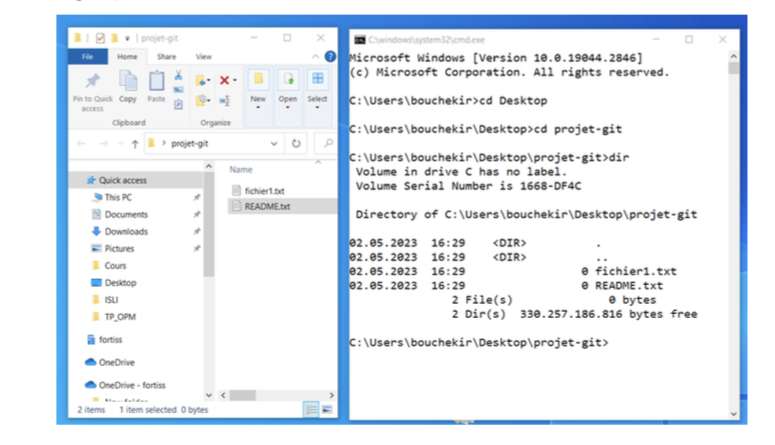 projet-git
File Home Share View
Pin to Quick access
Copy
Paste
New
Open
Select
Clipboard
Organize
projet-git
Quick access
This PC
Documents
Downloads
Pictures
Cours
Desktop
ISLI
TP_OPM
fortiss
OneDrive
OneDrive - fortiss
Name
fichier1.txt
README.txt
2 items 1 item selected 0 bytes
C:\windows\system32\cmd.exe
Microsoft Windows [Version 10.0.19044.2846]
(c) Microsoft Corporation. All rights reserved.
C:\Users\bouchekir>cd Desktop
C:\Users\bouchekir\Desktop>cd projet-git
C:\Users\bouchekir\Desktop\projet-git>dir
Volume in drive C has no label.
Volume Serial Number is 1668-DF4C
Directory of C:\Users\bouchekir\Desktop\projet-git
02.05.2023 16:29 <DIR> .
02.05.2023 16:29 <DIR> ..
02.05.2023 16:29 0 fichier1.txt
02.05.2023 16:29 0 README.txt
2 File(s) 0 bytes
2 Dir(s) 330.257.186.816 bytes free
C:\Users\bouchekir\Desktop\projet-git>